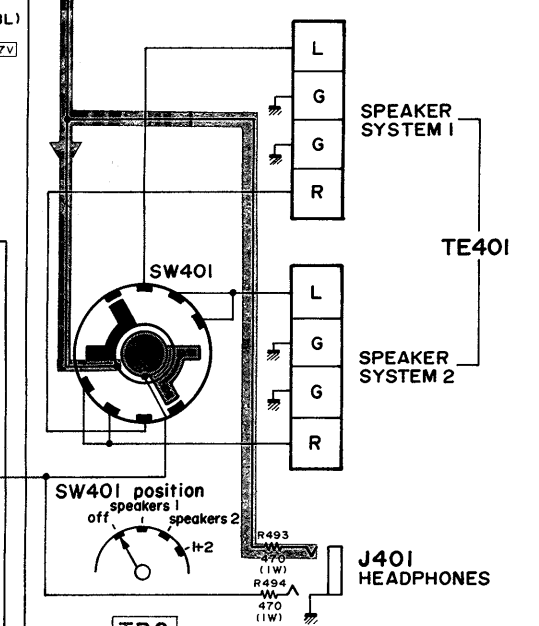 BL)
7V
L
G
G
R
SPEAKER
SYSTEM 1
TE401
SW401
L
G
G
R
SPEAKER
SYSTEM 2
SW401 position
speakers 1
off
speakers 2
1+2
R493
470
(1W)
J401
HEADPHONES
R494
470
(1W)